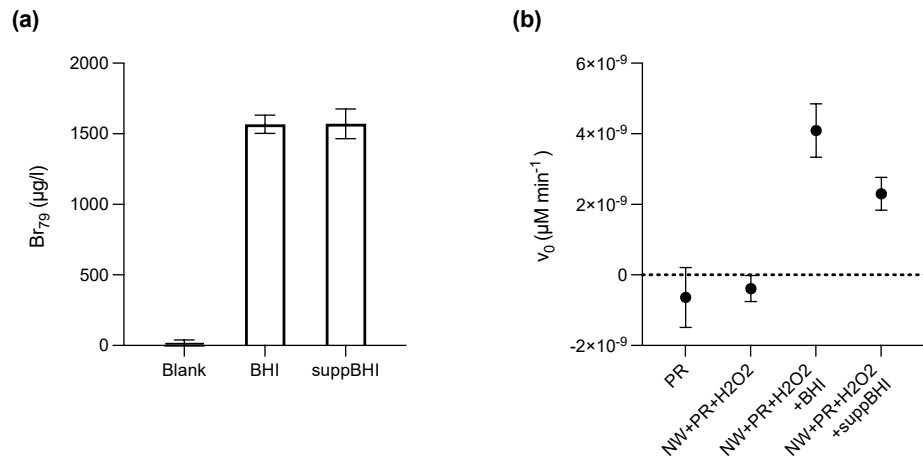 (a)
2000
1500
1000
500
0
Br₇₉ (µg/l)
Blank
BHI
suppBHI
(b)
6×10⁻⁹
4×10⁻⁹
2×10⁻⁹
0
-2×10⁻⁹
v₀ (µM min⁻¹ )
PR
NW+PR+H2O2
NW+PR+H2O2
+BHI
NW+PR+H2O2
+suppBHI